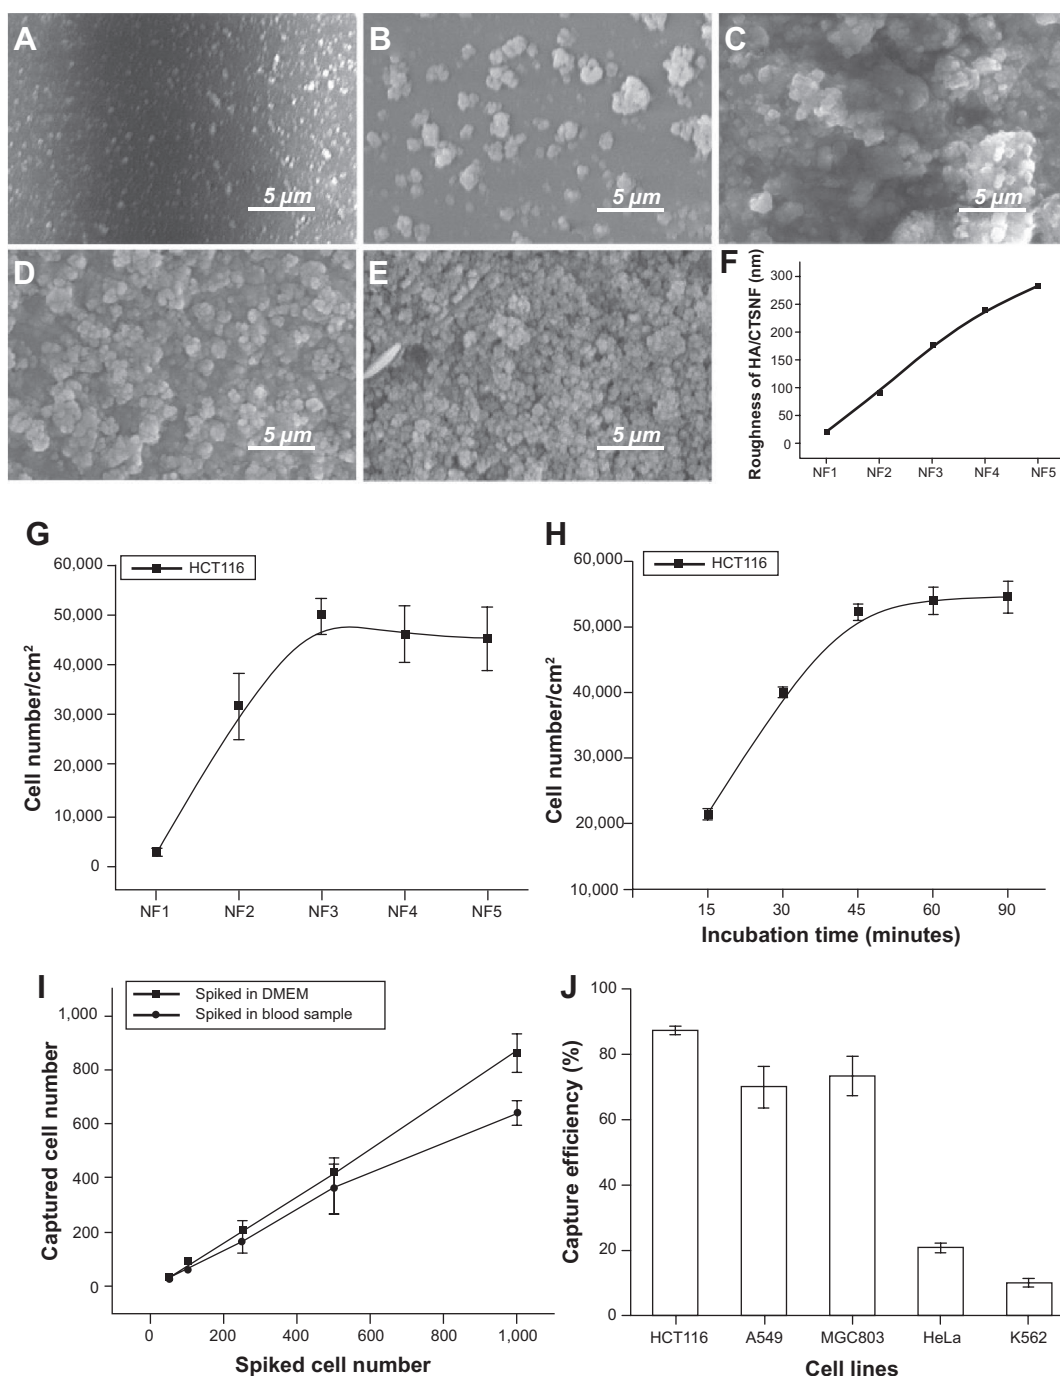 A
5 µm
B
5 µm
C
5 µm
D
5 µm
E
5 µm
F
Roughness of HA/CTSNF (nm)
300
250
200
150
100
50
0
NF1
NF2
NF3
NF4
NF5
G
HCT116
Cell number/cm²
60,000
50,000
40,000
30,000
20,000
10,000
0
NF1
NF2
NF3
NF4
NF5
H
HCT116
Cell number/cm²
60,000
50,000
40,000
30,000
20,000
10,000
15
30
45
60
90
Incubation time (minutes)
I
Spiked in DMEM
Spiked in blood sample
Captured cell number
1,000
800
600
400
200
0
0
200
400
600
800
1,000
Spiked cell number
J
Capture efficiency (%)
100
80
60
40
20
0
HCT116
A549
MGC803
HeLa
K562
Cell lines